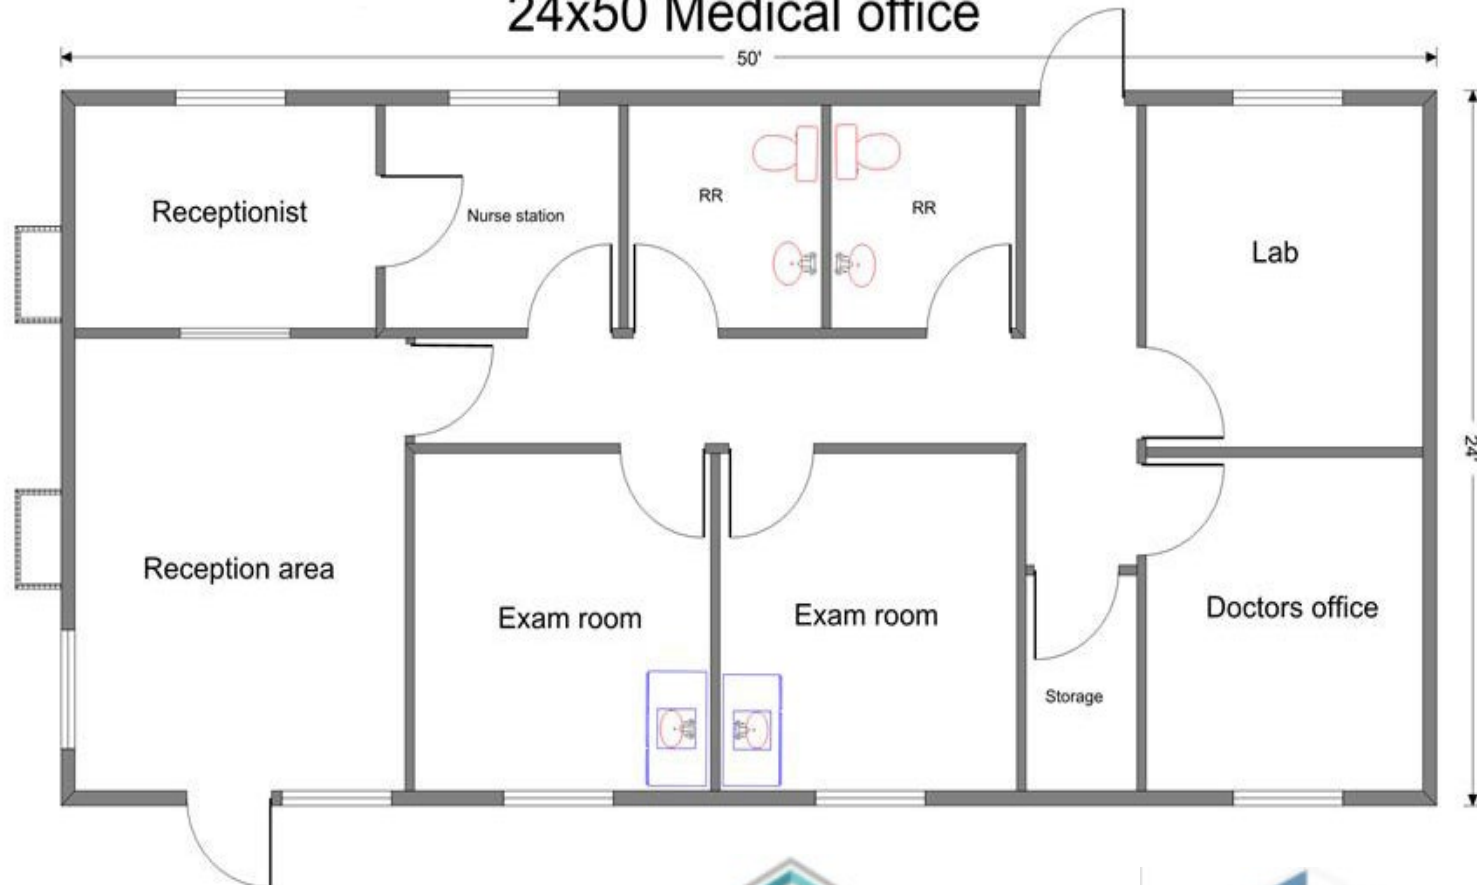 24x50 Medical office
50'
Receptionist
Nurse station
RR
RR
Lab
24'
Reception area
Exam room
Exam room
Doctors office
Storage